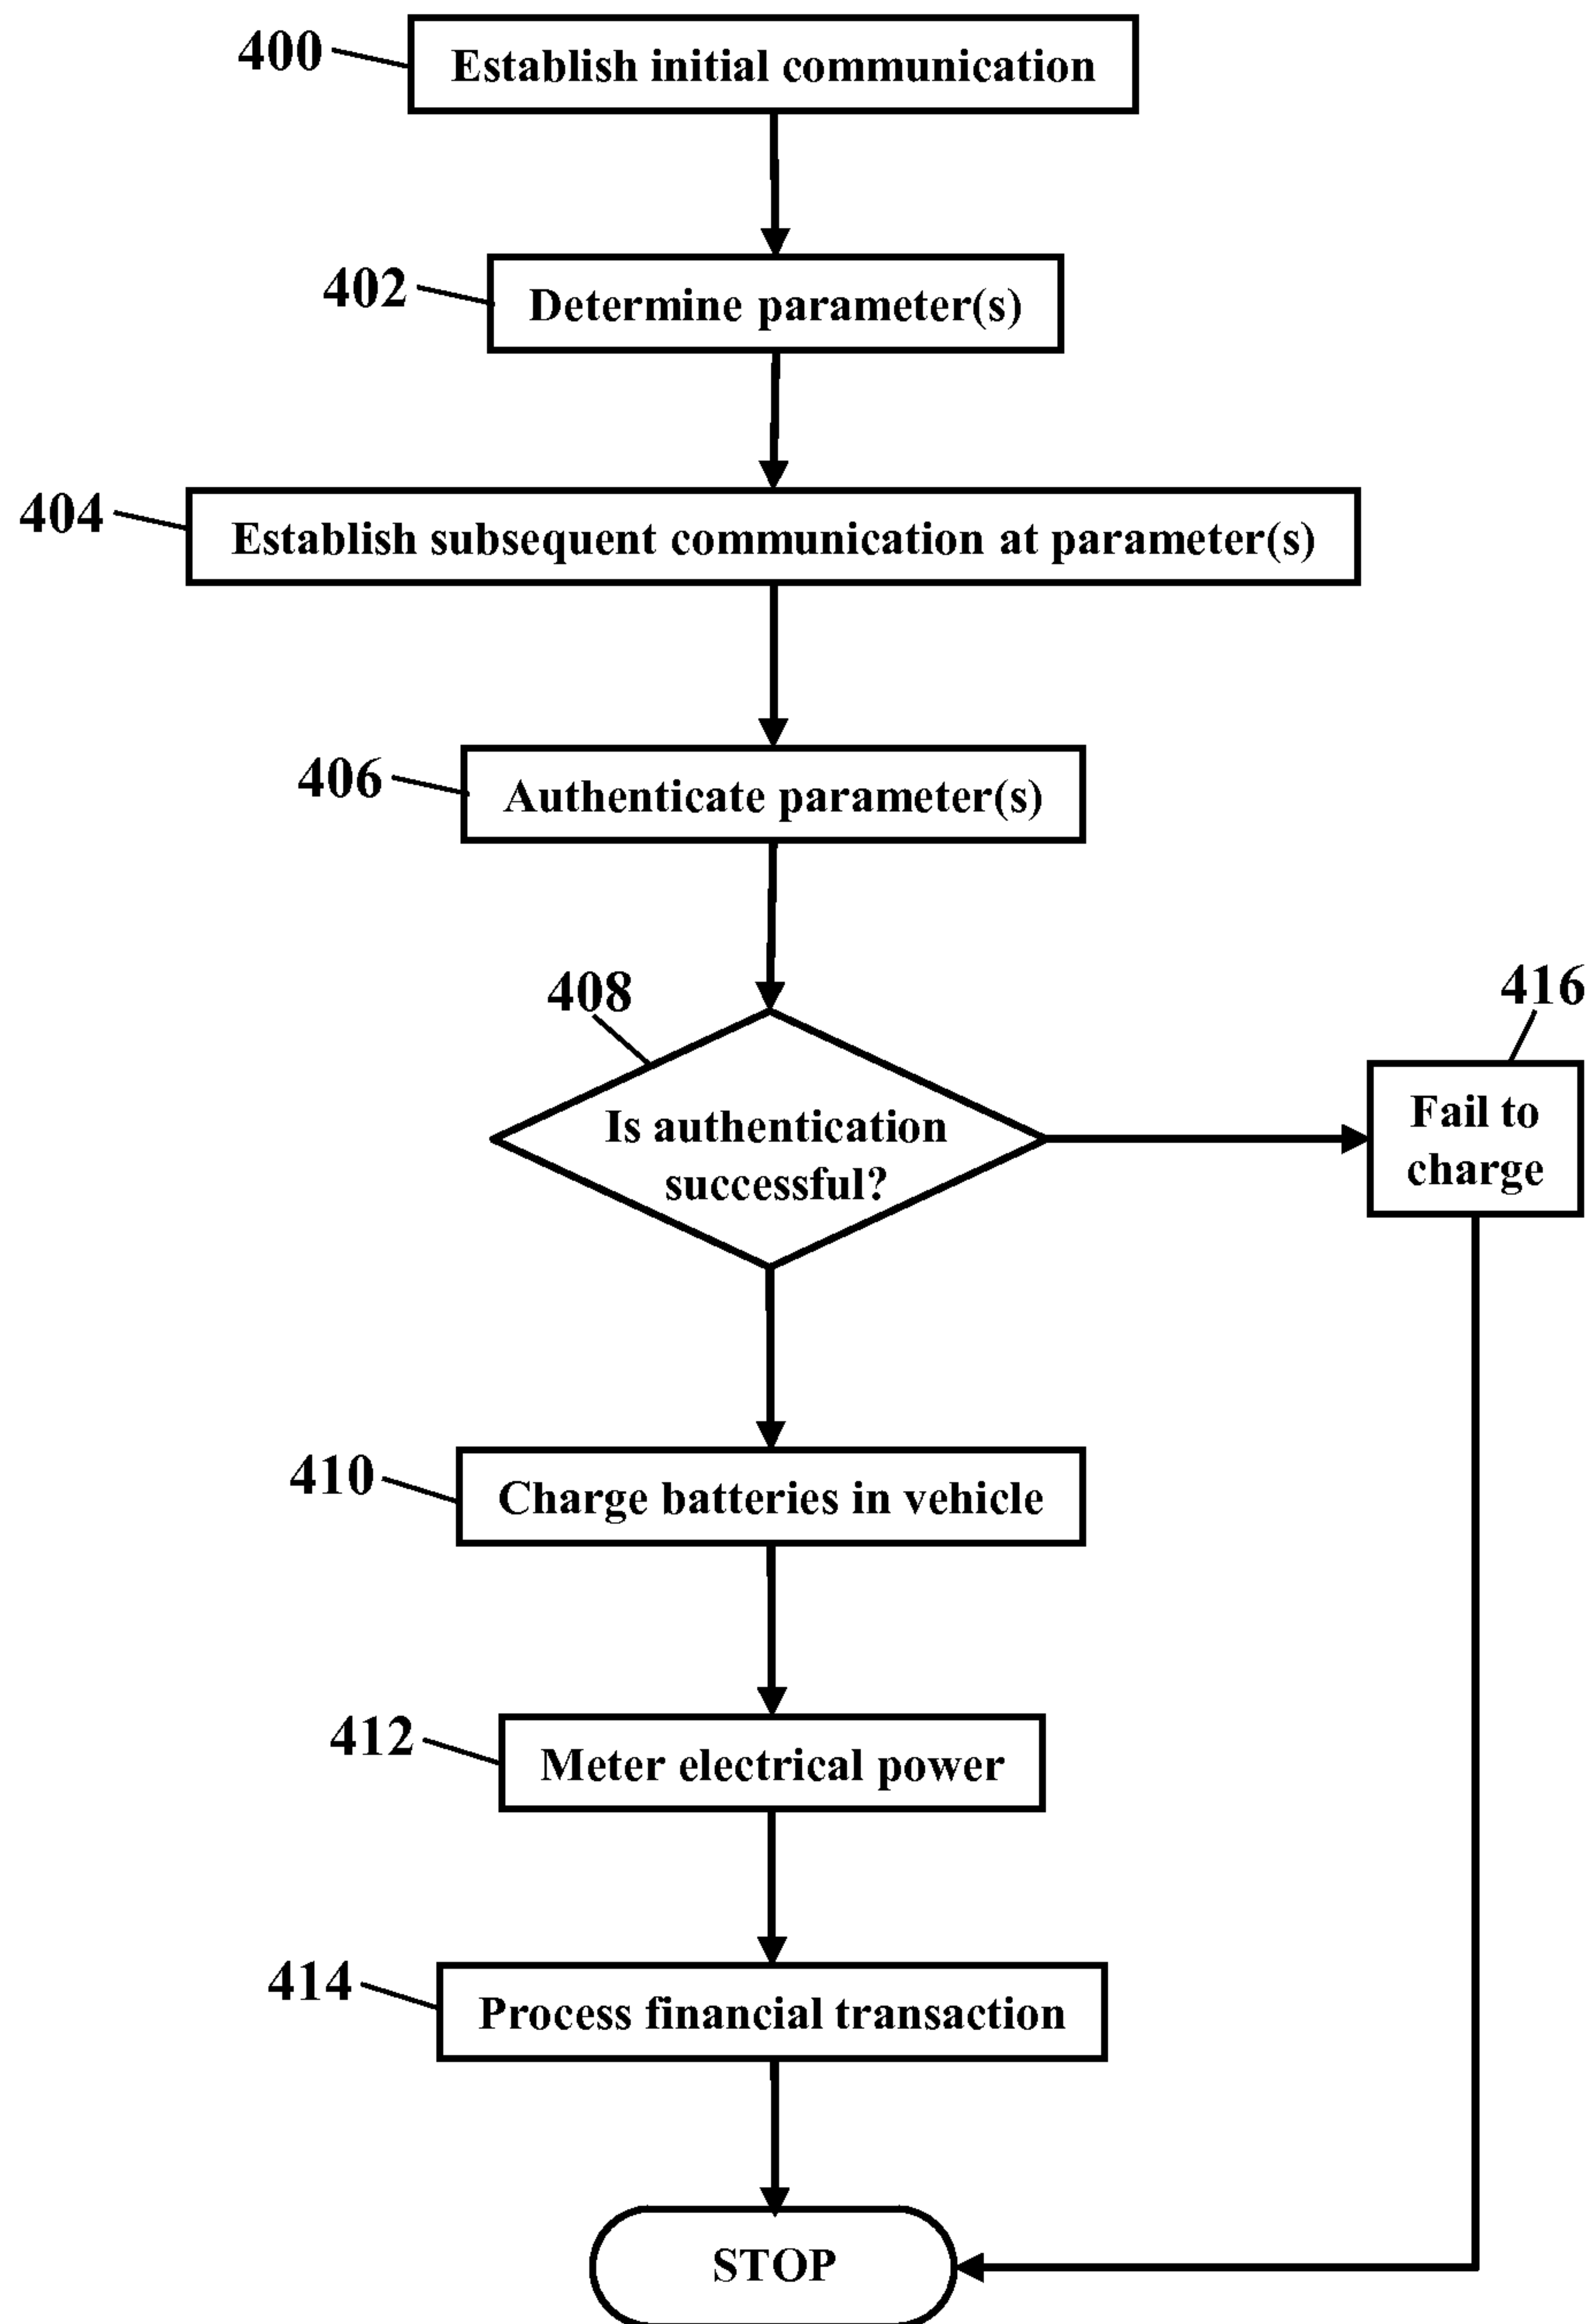 400
Establish initial communication
402
Determine parameter(s)
404
Establish subsequent communication at parameter(s)
406
Authenticate parameter(s)
408
416
Is authentication
successful?
Fail to
charge
410
Charge batteries in vehicle
412
Meter electrical power
414
Process financial transaction
STOP